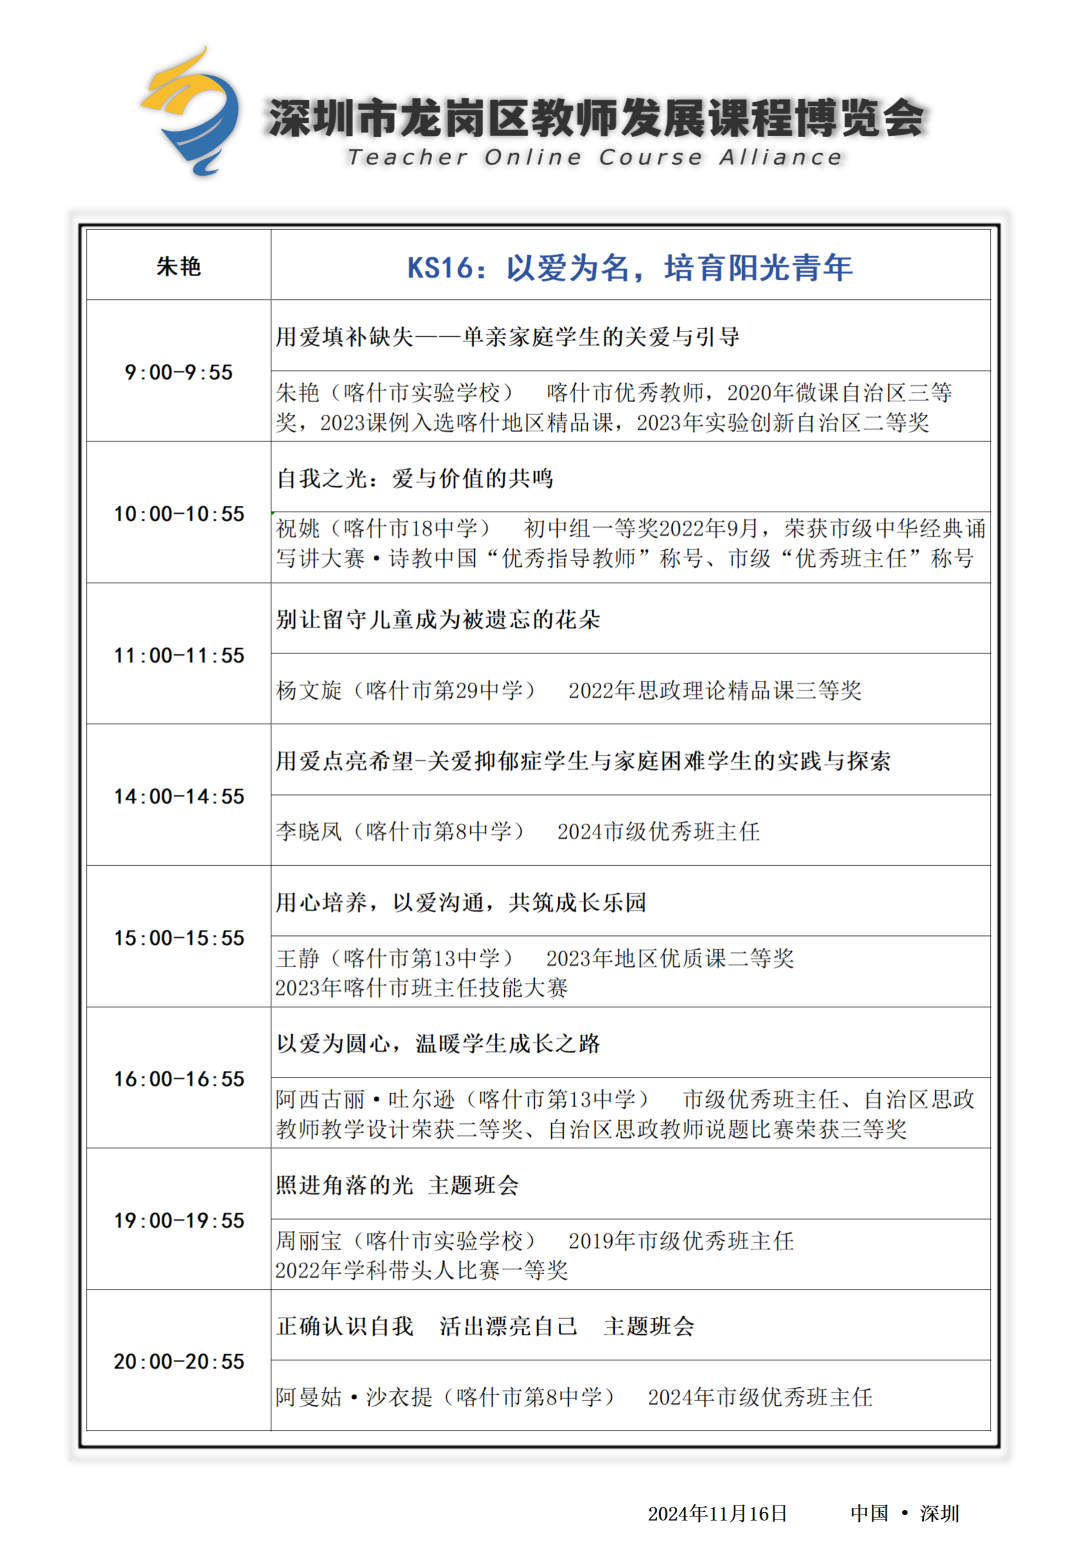 深圳市龙岗区教师发展课程博览会
Teacher Online Course Alliance
朱艳
KS16：以爱为名，培育阳光青年
9:00-9:55
用爱填补缺失——单亲家庭学生的关爱与引导
朱艳（喀什市实验学校） 喀什市优秀教师，2020年微课自治区三等
奖，2023课例入选喀什地区精品课，2023年实验创新自治区二等奖
10:00-10:55
自我之光：爱与价值的共鸣
祝姚（喀什市18中学） 初中组一等奖2022年9月，荣获市级中华经典诵
写讲大赛·诗教中国“优秀指导教师”称号、市级“优秀班主任”称号
11:00-11:55
别让留守儿童成为被遗忘的花朵
杨文旋（喀什市第29中学） 2022年思政理论精品课三等奖
14:00-14:55
用爱点亮希望-关爱抑郁症学生与家庭困难学生的实践与探索
李晓凤（喀什市第8中学） 2024市级优秀班主任
15:00-15:55
用心培养，以爱沟通，共筑成长乐园
王静（喀什市第13中学） 2023年地区优质课二等奖
2023年喀什市班主任技能大赛
16:00-16:55
以爱为圆心，温暖学生成长之路
阿西古丽·吐尔逊（喀什市第13中学） 市级优秀班主任、自治区思政
教师教学设计荣获二等奖、自治区思政教师说题比赛荣获三等奖
19:00-19:55
照进角落的光 主题班会
周丽宝（喀什市实验学校） 2019年市级优秀班主任
2022年学科带头人比赛一等奖
20:00-20:55
正确认识自我 活出漂亮自己 主题班会
阿曼姑·沙衣提（喀什市第8中学） 2024年市级优秀班主任
2024年11月16日 中国 · 深圳